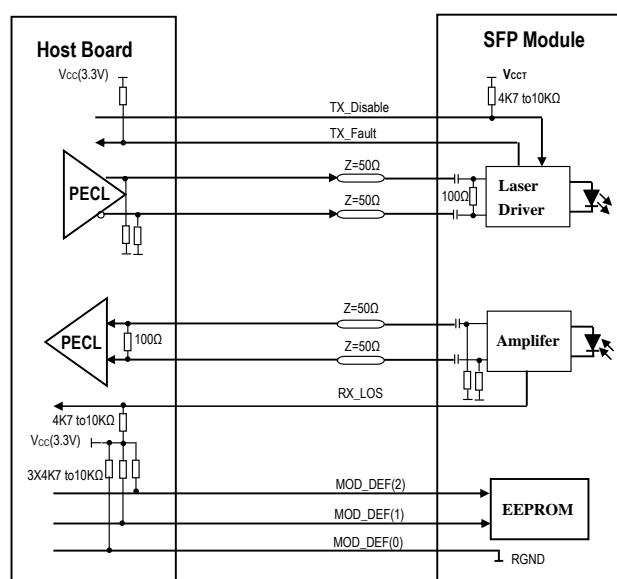 Host Board
SFP Module
Vcc(3.3V)
VCCT
4K7 to10KΩ
TX_Disable
TX_Fault
Z=50Ω
PECL
100Ω
Laser
Driver
Z=50Ω
Z=50Ω
PECL
100Ω
Amplifer
Z=50Ω
RX_LOS
4K7 to10KΩ
Vcc(3.3V)
3X4K7 to10KΩ
MOD_DEF(2)
MOD_DEF(1)
EEPROM
MOD_DEF(0)
RGND